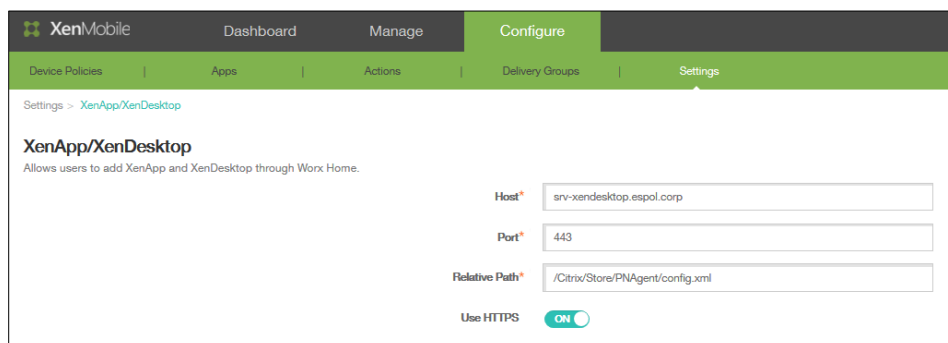 XenMobile Dashboard Manage Configure
Device Policies | Apps | Actions | Delivery Groups | Settings
Settings > XenApp/XenDesktop
XenApp/XenDesktop
Allows users to add XenApp and XenDesktop through Worx Home.
Host* srv-xendesktop.espol.corp
Port* 443
Relative Path* /Citrix/Store/PNAgent/config.xml
Use HTTPS ON